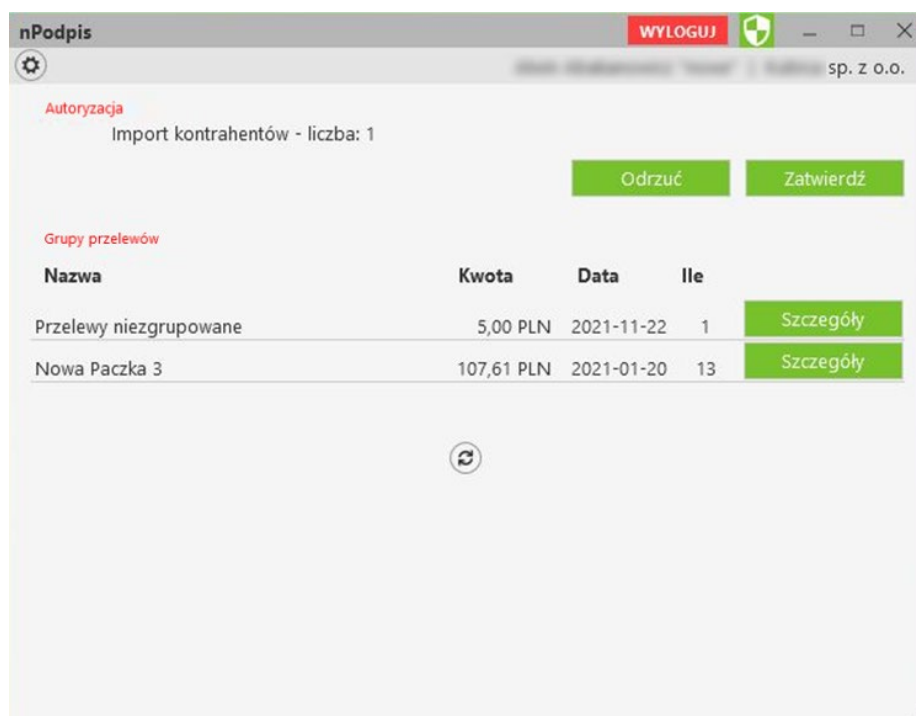 nPodpis WYLOGUJ
sp. z o.o.
Autoryzacja
Import kontrahentów - liczba: 1
Odrzuć Zatwierdź
Grupy przelewów
Nazwa Kwota Data Ile
Przelewy niezgrupowane 5,00 PLN 2021-11-22 1 Szczegóły
Nowa Paczka 3 107,61 PLN 2021-01-20 13 Szczegóły